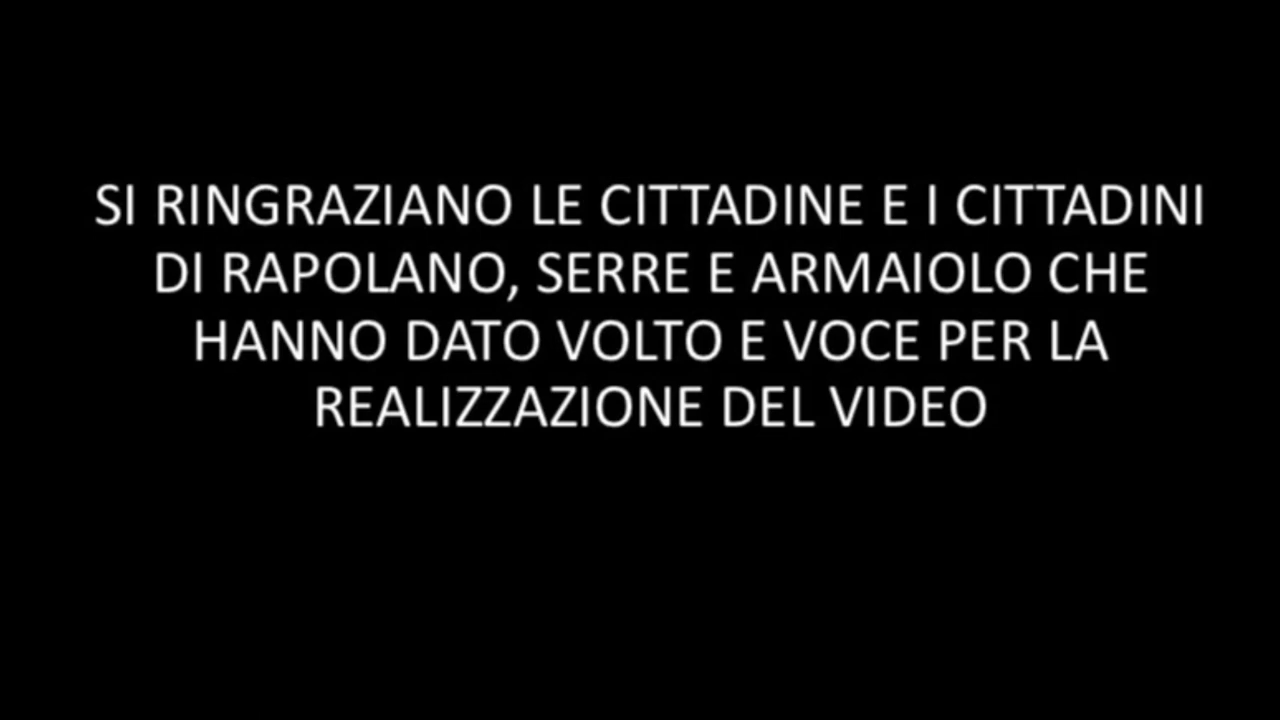 SI RINGRAZIANO LE CITTADINE E I CITTADINI
DI RAPOLANO, SERRE E ARMAIOLO CHE
HANNO DATO VOLTO E VOCE PER LA
REALIZZAZIONE DEL VIDEO